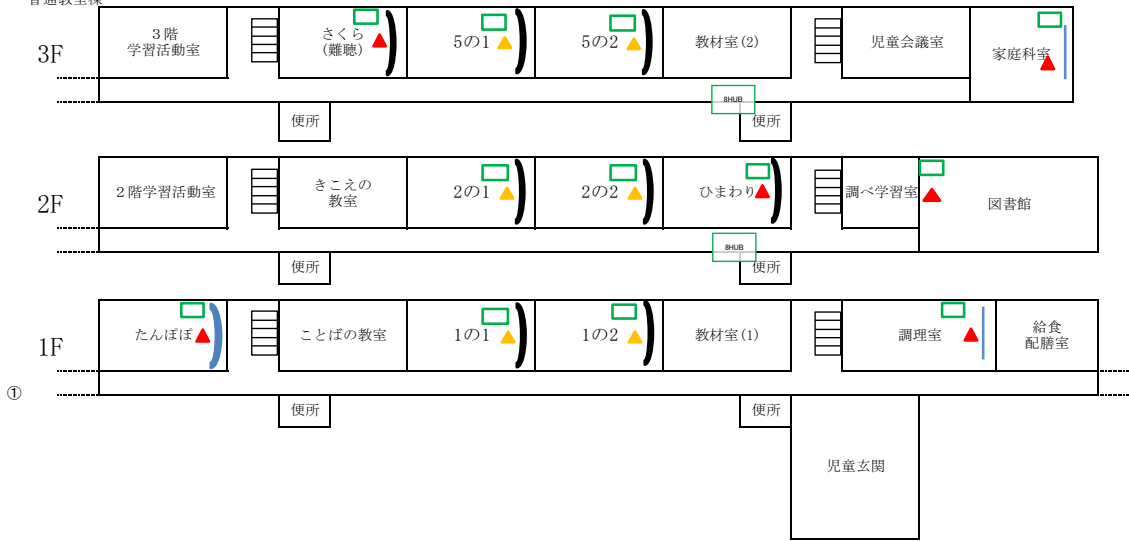 普通教室棟
3F
３階
学習活動室
さくら
(難聴)
5の1
5の2
教材室(2)
児童会議室
家庭科室
8HUB
便所
便所
2F
２階学習活動室
きこえの
教室
2の1
2の2
ひまわり
調べ学習室
図書館
8HUB
便所
便所
1F
たんぽぽ
ことばの教室
1の1
1の2
教材室(1)
調理室
給食
配膳室
①
便所
便所
児童玄関